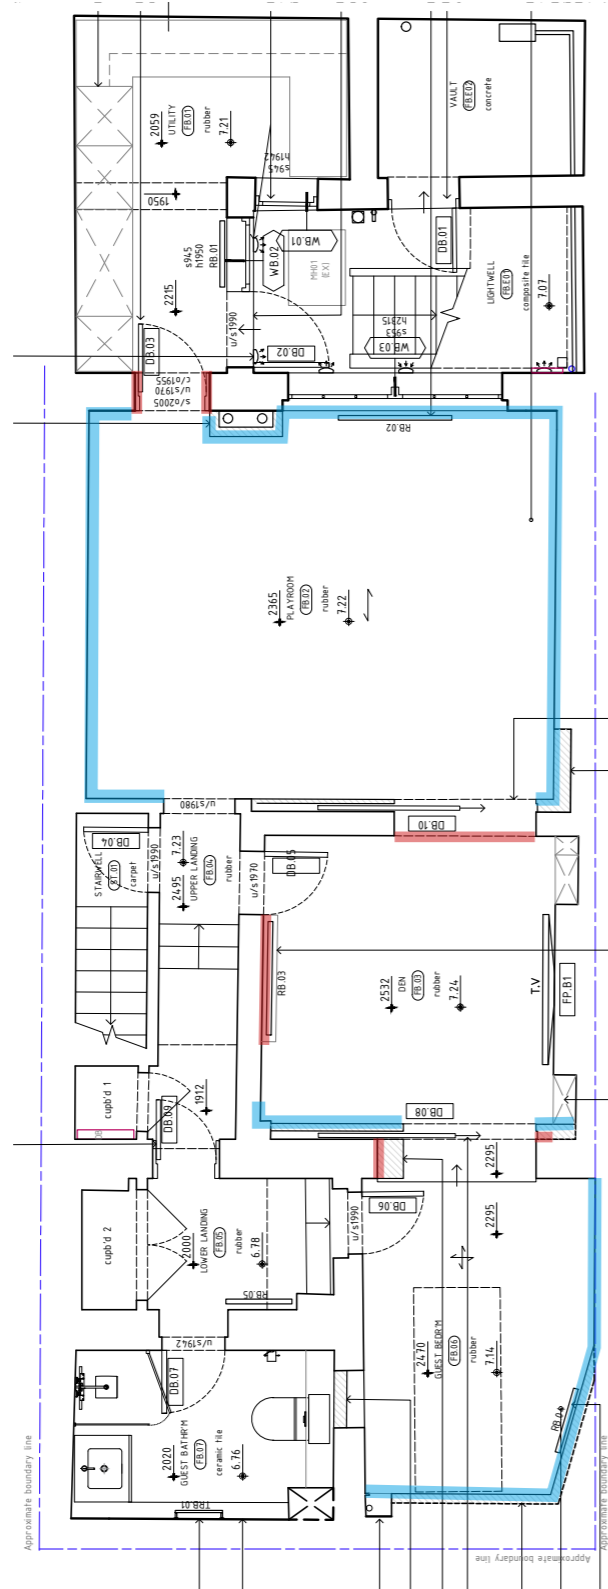 2059
UTILITY
FB.01
rubber
7.21
VAULT
FB.E02
concrete
s945
h1942
1950
s945
h1950
RB.01
WB.02
WB.01
MH01
(EX)
DB.01
LIGHTWELL
FB.E01
composite tile
7.07
2215
u/s1990
DB.02
s953
h2315
WB.03
DB.03
s/o2005
u/s1970
c/o1955
RB.02
2365
PLAYROOM
FB.02
rubber
7.22
u/s1980
DB.10
DB.04
STAIRWELL
ST.01
carpet
u/s1990
7.23
2495
UPPER LANDING
FB.04
rubber
u/s1970
DB.05
RB.03
2532
DEN
FB.03
rubber
7.24
T.V
FP.B1
cupb'd 1
DB
1912
DB.09
DB.08
2295
2295
cupb'd 2
2000
LOWER LANDING
FB.05
rubber
6.78
u/s1990
DB.06
RB.05
u/s1942
DB.07
2470
GUEST BEDR'M
FB.06
rubber
7.14
2020
GUEST BATHR'M
FB.07
ceramic tile
6.76
TRB.01
Approximate boundary line
Approximate boundary line
Approximate boundary line